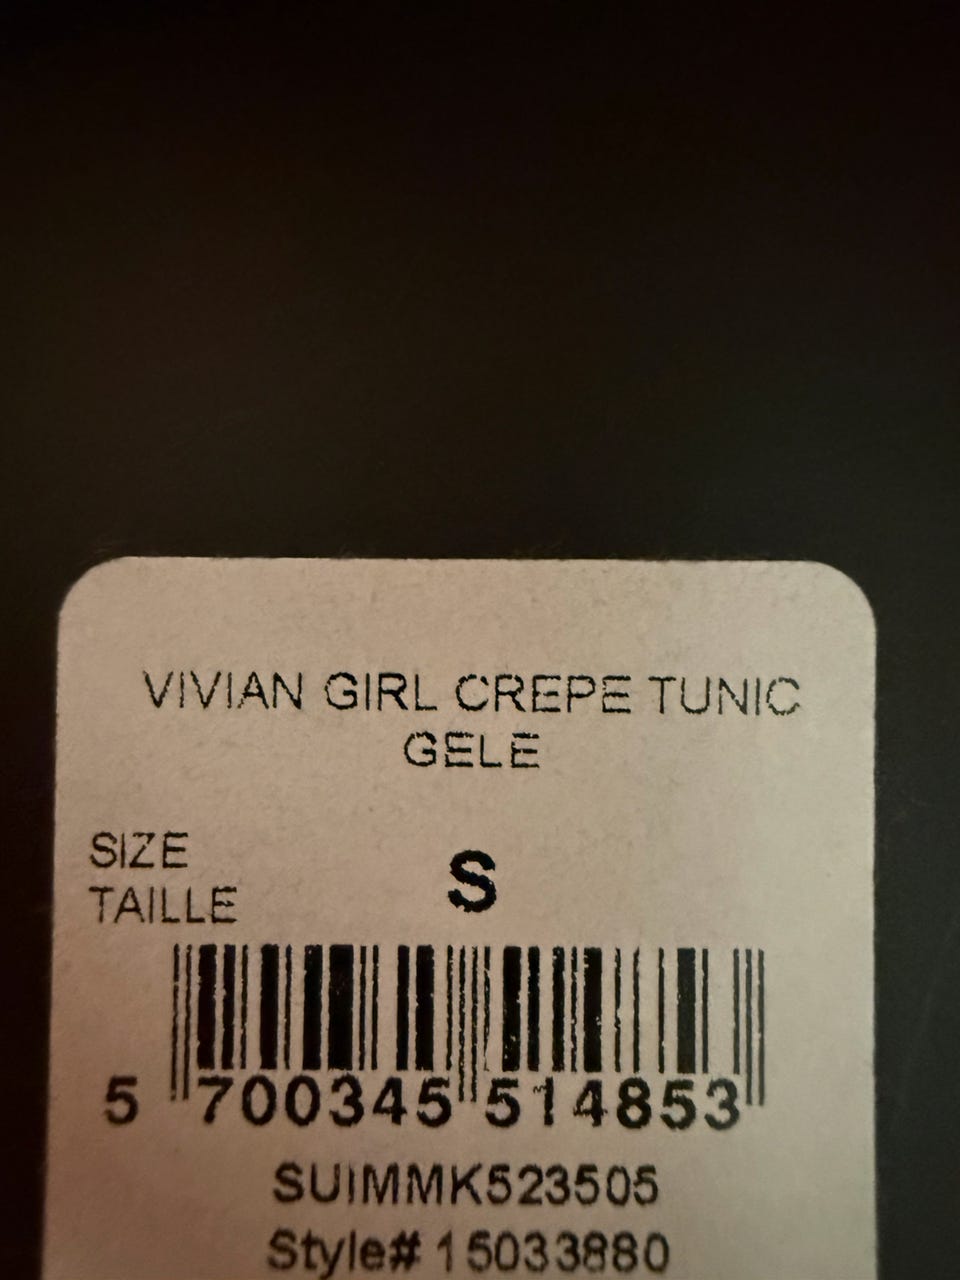 VIVIAN GIRL CREPE TUNIC
GELE
SIZE
TAILLE
S
5 700345 514853
SUIMMK523505
Style# 15033880